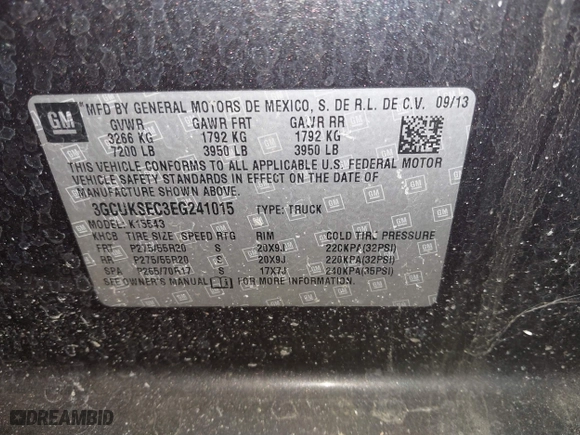 GM
MFD BY GENERAL MOTORS DE MEXICO, S. DE R.L. DE C.V. 09/13
GVWR GAWR FRT GAWR RR
3266 KG 1792 KG 1792 KG
7200 LB 3950 LB 3950 LB
THIS VEHICLE CONFORMS TO ALL APPLICABLE U.S. FEDERAL MOTOR
VEHICLE SAFETY, BUMPER, AND THEFT PREVENTION STANDARDS
IN EFFECT ON THE DATE OF
MANUFACTURE SHOWN ABOVE.
3GCUKSEC3EG241015 TYPE: TRUCK
MODEL: K15543
KHCB TIRE SIZE SPEED RTG RIM COLD TIRE PRESSURE
FRT P275/55R20 S 20X9J 220KPA(32PSI)
RR P275/55R20 S 20X9J 220KPA(32PSI)
SPA P265/70R17 S 17X7J 240KPA(35PSI)
SEE OWNER'S MANUAL FOR MORE INFORMATION.
DREAMBID